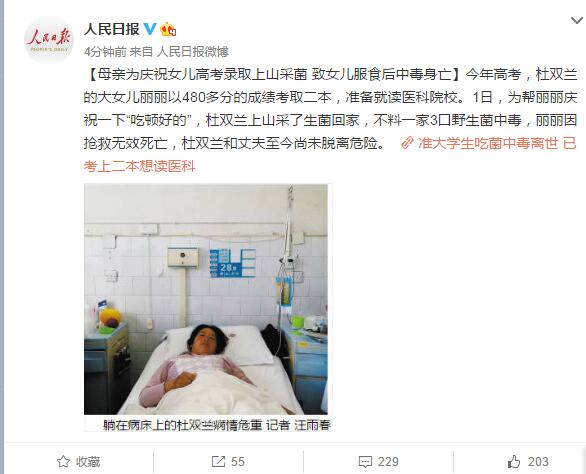 人民日报
PEOPLE'S DAILY
人民日报
4分钟前 来自 人民日报微博
【母亲为庆祝女儿高考录取上山采菌 致女儿服食后中毒身亡】今年高考，杜双兰
的大女儿丽丽以480多分的成绩考取二本，准备就读医科院校。1日，为帮丽丽庆
祝一下“吃顿好的”，杜双兰上山采了生菌回家，不料一家3口野生菌中毒，丽丽因
抢救无效死亡，杜双兰和丈夫至今尚未脱离危险。 准大学生吃菌中毒离世 已
考上二本想读医科
28
躺在病床上的杜双兰病情危重 记者 汪雨春
收藏
55
229
203